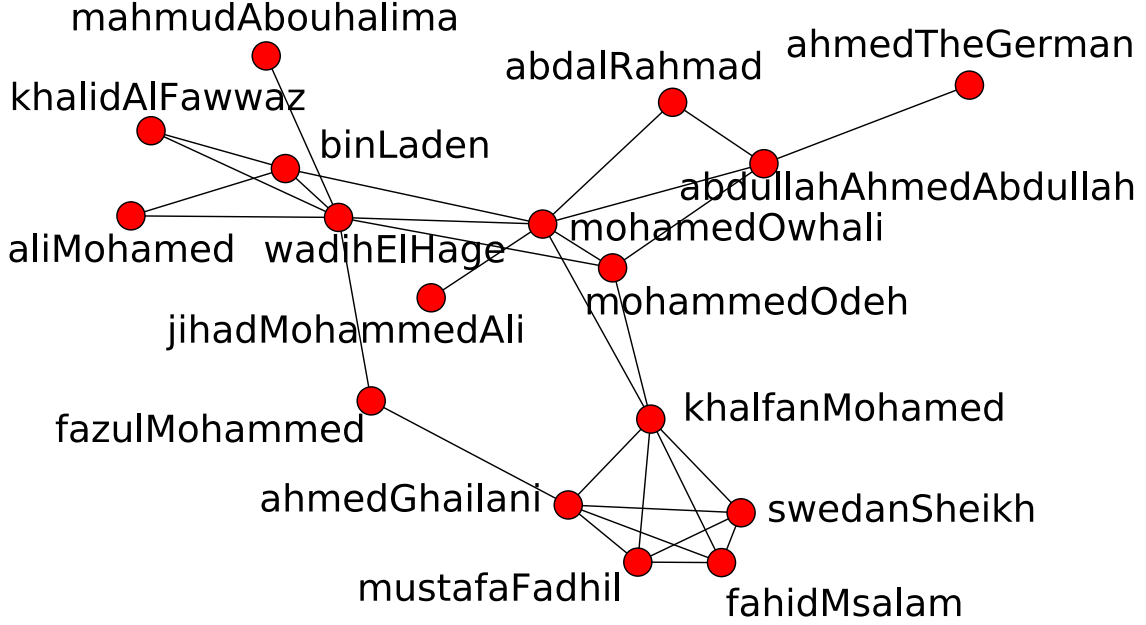 mahmudAbouhalima
ahmedTheGerman
abdalRahmad
khalidAlFawwaz
binLaden
abdullahAhmedAbdullah
mohamedOwhali
aliMohamed
wadihElHage
mohammedOdeh
jihadMohammedAli
khalfanMohamed
fazulMohammed
ahmedGhailani
swedanSheikh
mustafaFadhil
fahidMsalam